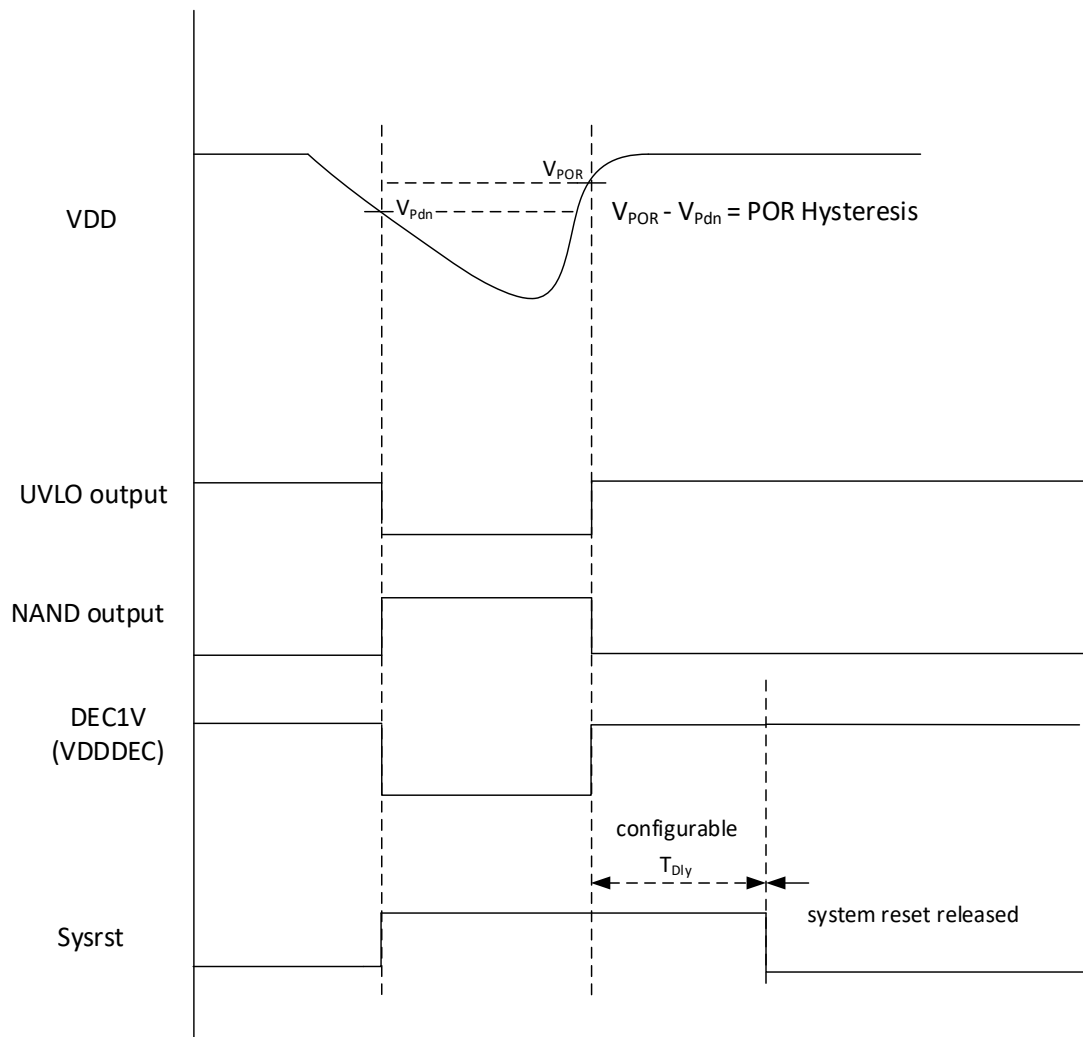 VDD
VPOR
VPdn
VPOR - VPdn = POR Hysteresis
UVLO output
NAND output
DEC1V
(VDDDEC)
configurable
TDly
system reset released
Sysrst